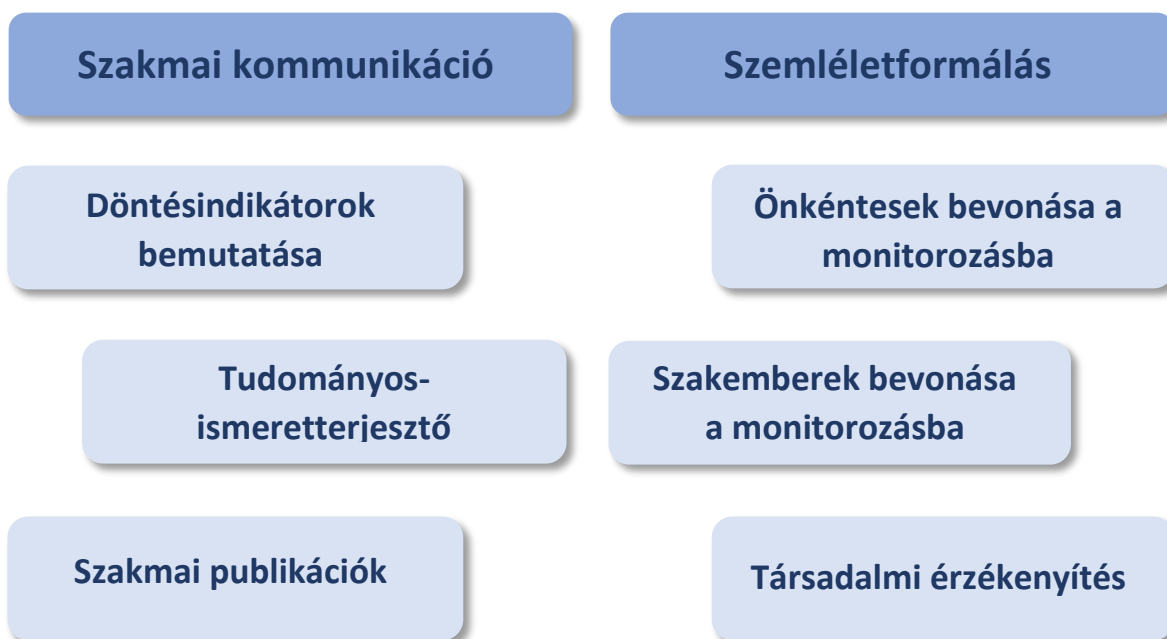 Szakmai kommunikáció
Szemléletformálás
Döntésindikátorok
bemutatása
Önkéntesek bevonása a
monitorozásba
Tudományos-
ismeretterjesztő
Szakemberek bevonása
a monitorozásba
Szakmai publikációk
Társadalmi érzékenyítés